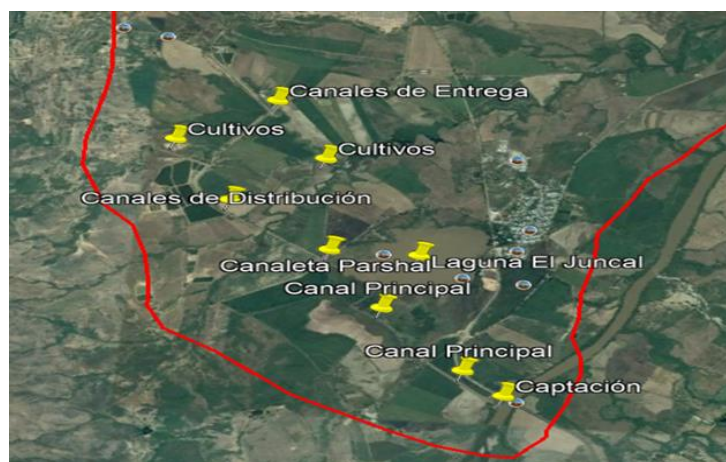 Canales de Entrega
Cultivos
Cultivos
Canales de Distribución
Canaleta Parshal
Laguna El Juncal
Canal Principal
Canal Principal
Captación